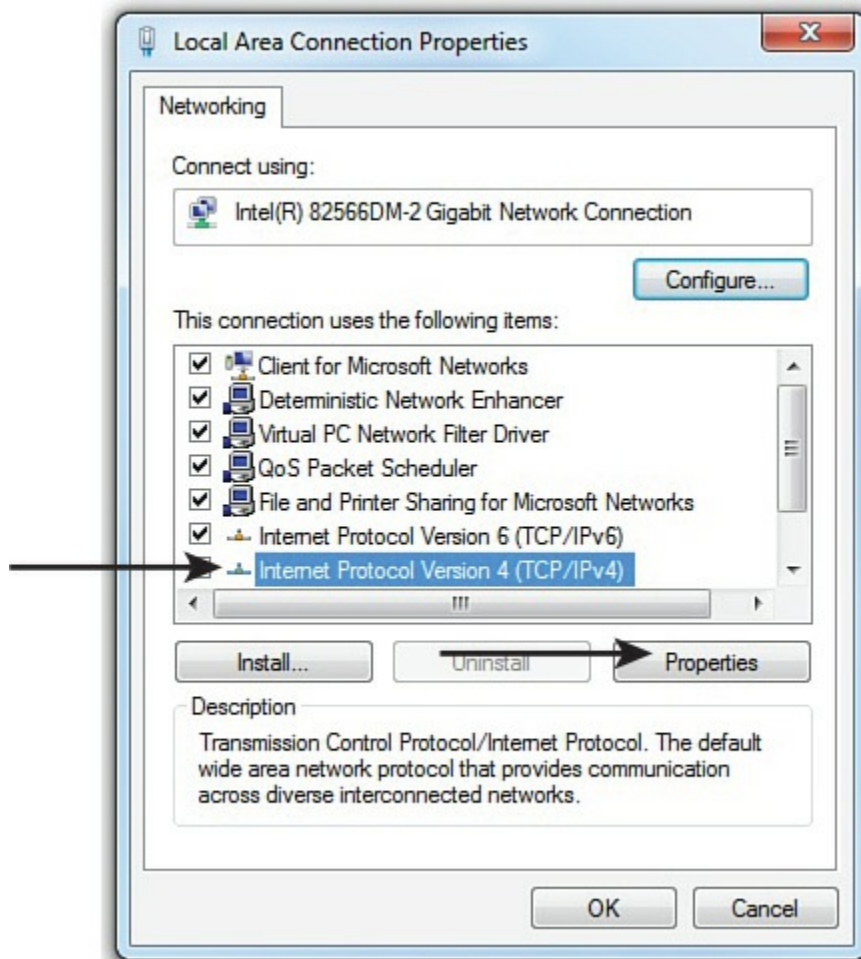 Local Area Connection Properties
Networking
Connect using:
Intel(R) 82566DM-2 Gigabit Network Connection
Configure...
This connection uses the following items:
Client for Microsoft Networks
Deterministic Network Enhancer
Virtual PC Network Filter Driver
QoS Packet Scheduler
File and Printer Sharing for Microsoft Networks
Internet Protocol Version 6 (TCP/IPv6)
Internet Protocol Version 4 (TCP/IPv4)
Install... Uninstall Properties
Description
Transmission Control Protocol/Internet Protocol. The default
wide area network protocol that provides communication
across diverse interconnected networks.
OK Cancel